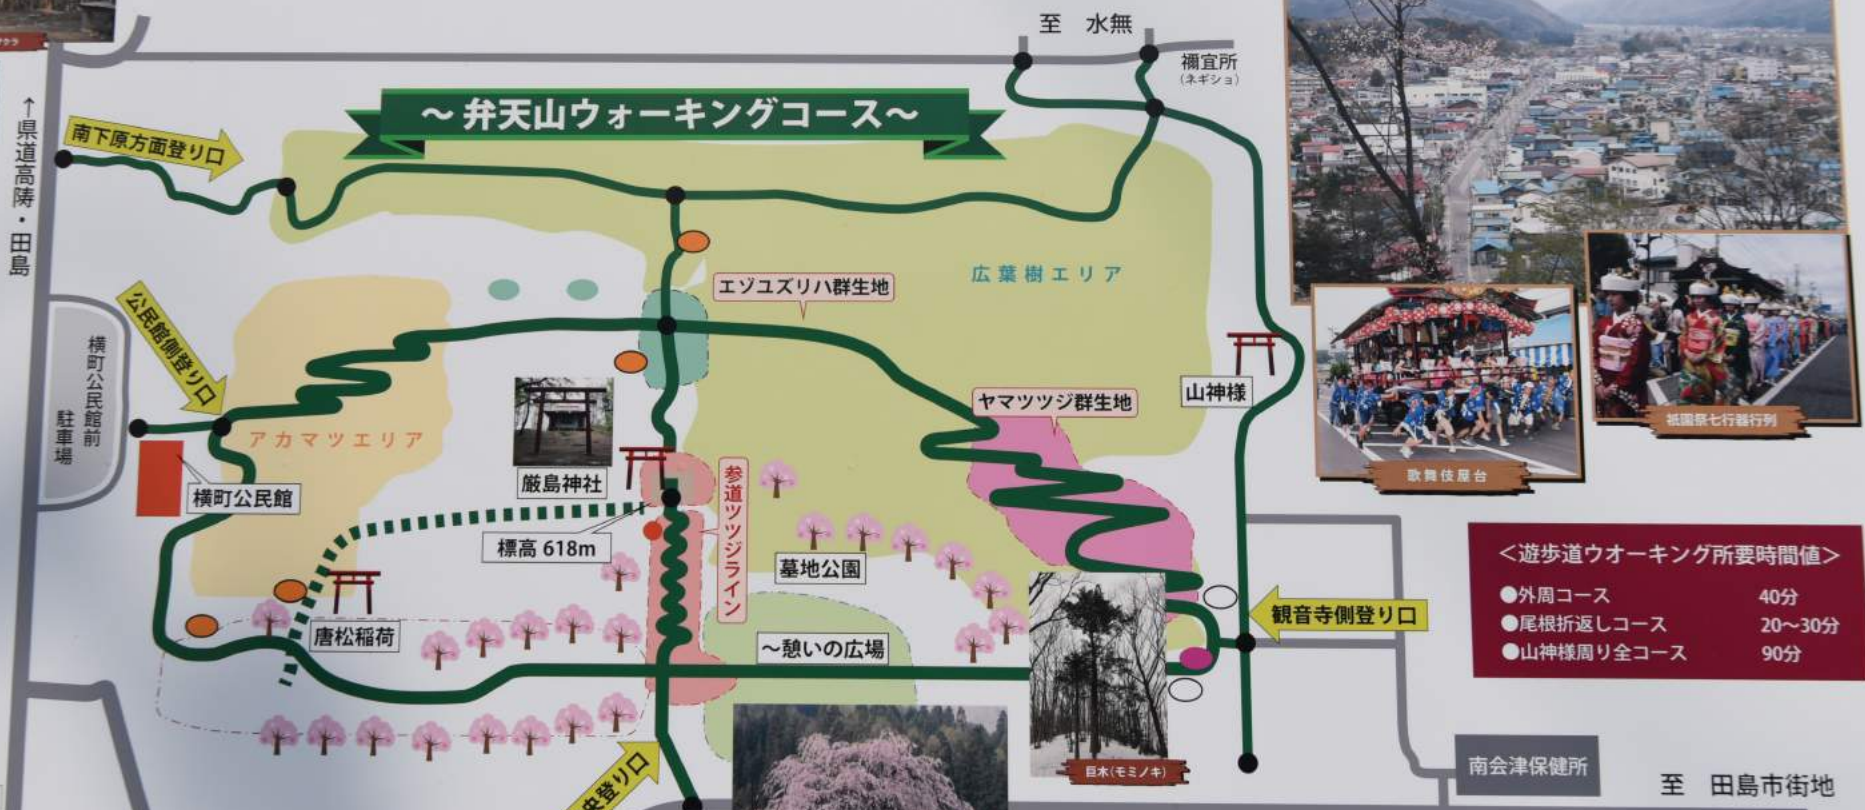 至 水無
禰宜所
(ネギショ)
～弁天山ウォーキングコース～
↑県道高陦・田島
南下原方面登り口
公民館側登り口
横町公民館前
駐車場
横町公民館
アカマツエリア
エゾユズリハ群生地
広葉樹エリア
ヤマツツジ群生地
山神様
厳島神社
標高618m
参道ツツジライン
墓地公園
唐松稲荷
～憩いの広場
観音寺側登り口
央登り口
巨木(モミノキ)
歌舞伎屋台
祇園祭七行器行列
＜遊歩道ウオーキング所要時間値＞
●外周コース 40分
●尾根折返しコース 20～30分
●山神様周り全コース 90分
南会津保健所
至 田島市街地